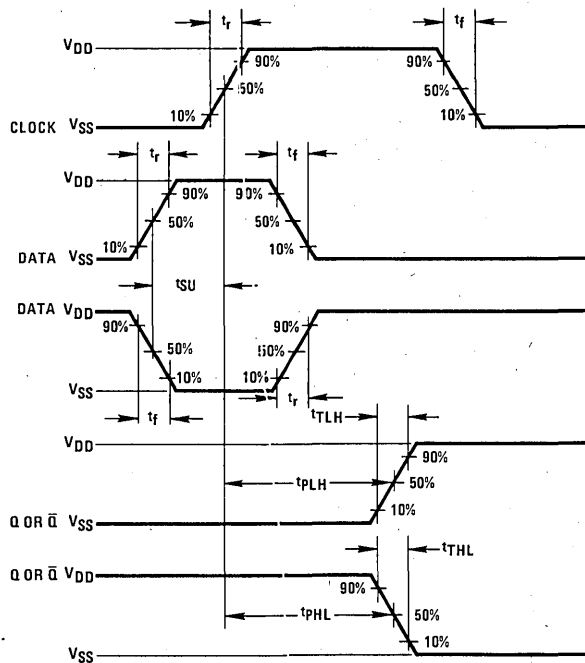 tr
tf
VDD
90%
90%
50%
50%
10%
10%
CLOCK VSS
tr
tf
VDD
90%
90%
50%
50%
10%
10%
DATA VSS
tSU
DATA VDD
90%
90%
50%
50%
10%
10%
VSS
tf
tr
tTLH
VDD
90%
tPLH
50%
10%
Q OR Q̄ VSS
tTHL
Q OR Q̄ VDD
90%
tPHL
50%
10%
VSS